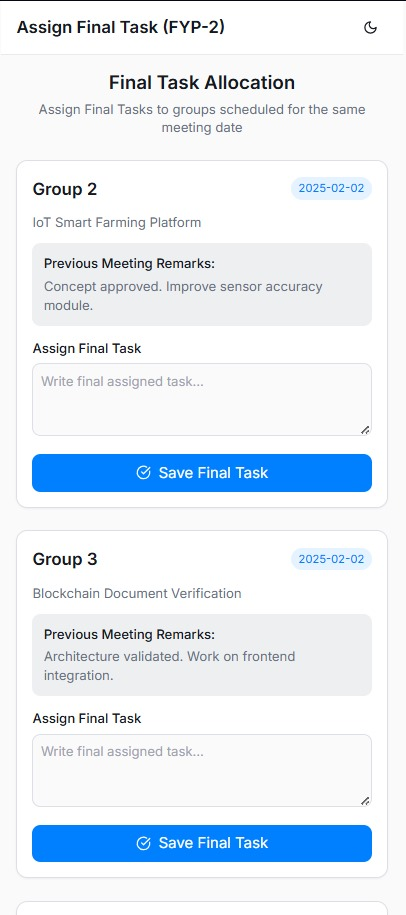 Assign Final Task (FYP-2)
Final Task Allocation
Assign Final Tasks to groups scheduled for the same
meeting date
Group 2
2025-02-02
IoT Smart Farming Platform
Previous Meeting Remarks:
Concept approved. Improve sensor accuracy
module.
Assign Final Task
Write final assigned task...
Save Final Task
Group 3
2025-02-02
Blockchain Document Verification
Previous Meeting Remarks:
Architecture validated. Work on frontend
integration.
Assign Final Task
Write final assigned task...
Save Final Task